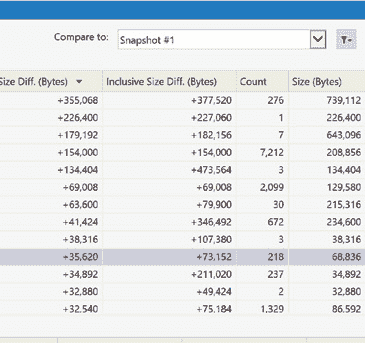 Compare to: Snapshot #1
Size Diff. (Bytes) Inclusive Size Diff. (Bytes) Count Size (Bytes)
+355,068 +377,520 276 739,112
+226,400 +227,060 1 226,400
+179,192 +182,156 7 643,096
+154,000 +154,000 7,212 208,856
+134,404 +473,564 3 134,404
+69,008 +69,008 2,099 129,580
+63,600 +79,900 30 215,316
+41,424 +346,492 672 234,600
+38,316 +107,380 3 38,316
+35,620 +73,152 218 68,836
+34,892 +211,020 237 34,892
+32,880 +49,424 2 32,880
+32,540 +75,184 1,329 86,592